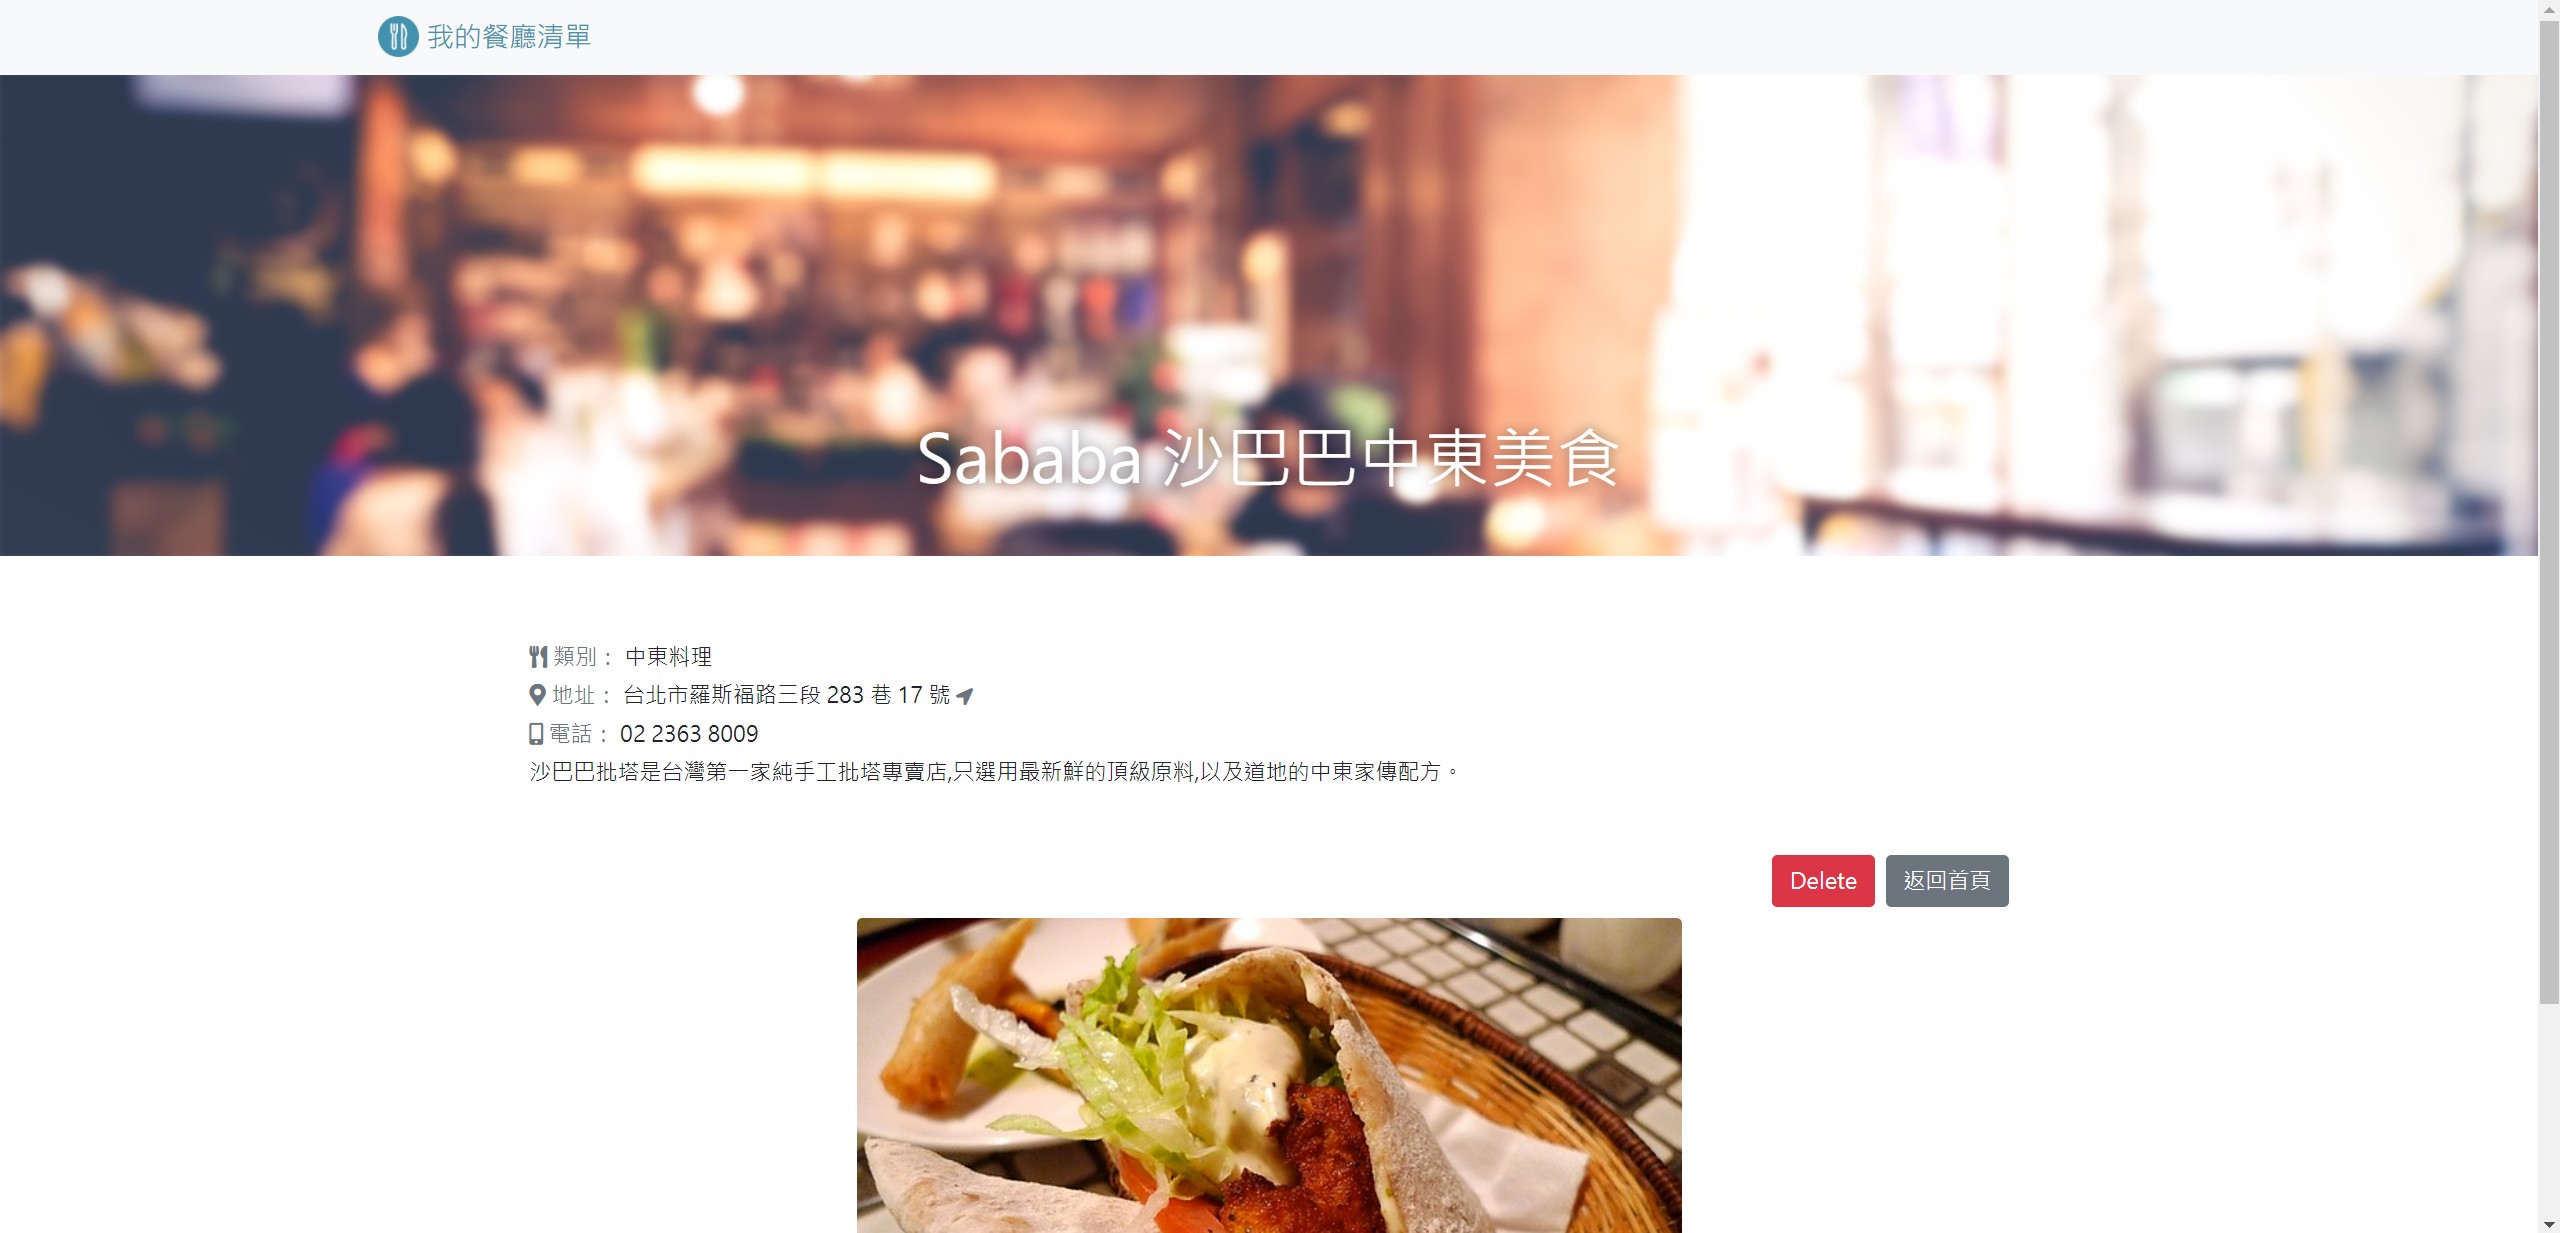 我的餐廳清單
Sababa 沙巴巴中東美食
類別： 中東料理
地址： 台北市羅斯福路三段 283 巷 17 號
電話： 02 2363 8009
沙巴巴批塔是台灣第一家純手工批塔專賣店,只選用最新鮮的頂級原料,以及道地的中東家傳配方。
Delete 返回首頁